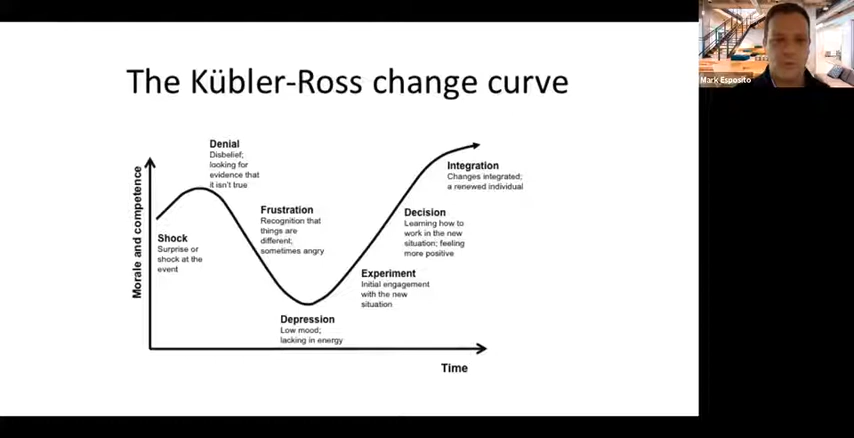 The Kübler-Ross change curve
Mark Esposito
Morale and competence
Denial
Disbelief;
looking for
evidence that
it isn't true
Shock
Surprise or
shock at the
event
Frustration
Recognition that
things are
different;
sometimes angry
Depression
Low mood;
lacking in energy
Experiment
Initial engagement
with the new
situation
Decision
Learning how to
work in the new
situation; feeling
more positive
Integration
Changes integrated;
a renewed individual
Time